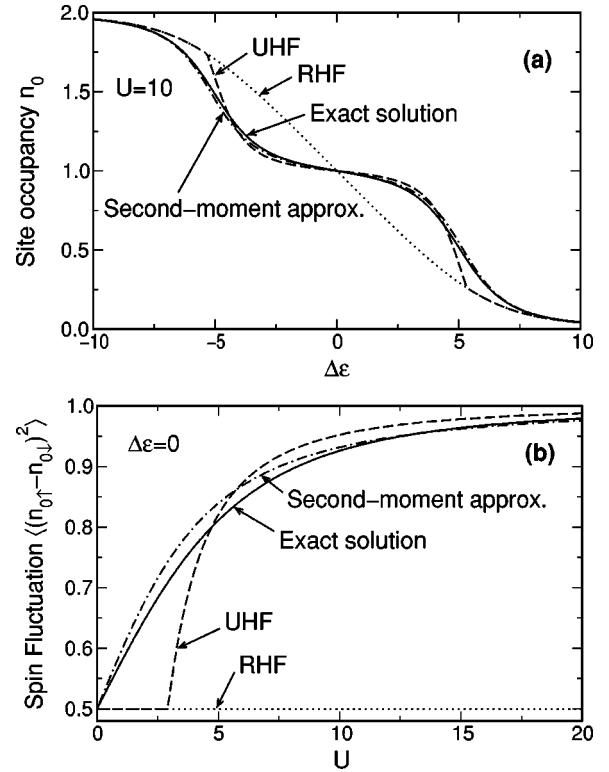 2.0
UHF
(a)
RHF
U=10
1.5
Exact solution
1.0
Second−moment approx.
0.5
0.0
−10
−5
0
5
10
Site occupancy n0
Δε
1.0
Δε=0
(b)
0.9
Second−moment approx.
0.8
Exact solution
0.7
UHF
0.6
RHF
0.5
0
5
10
15
20
Spin Fluctuation ⟨(n0↑−n0↓)2⟩
U